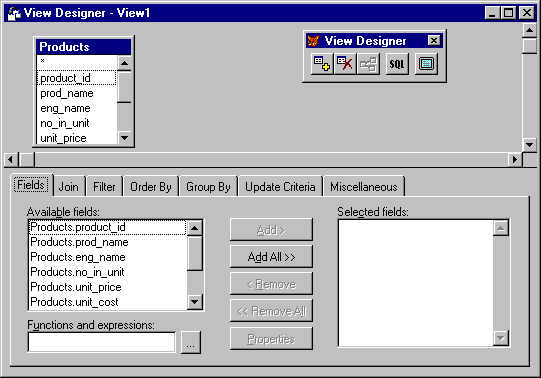 View Designer - View1
Products
*
product_id
prod_name
eng_name
no_in_unit
unit_price
View Designer
SQL
Fields
Join
Filter
Order By
Group By
Update Criteria
Miscellaneous
Available fields:
Products.product_id
Products.prod_name
Products.eng_name
Products.no_in_unit
Products.unit_price
Products.unit_cost
Functions and expressions:
...
Add >
Add All >>
< Remove
<< Remove All
Properties
Selected fields: